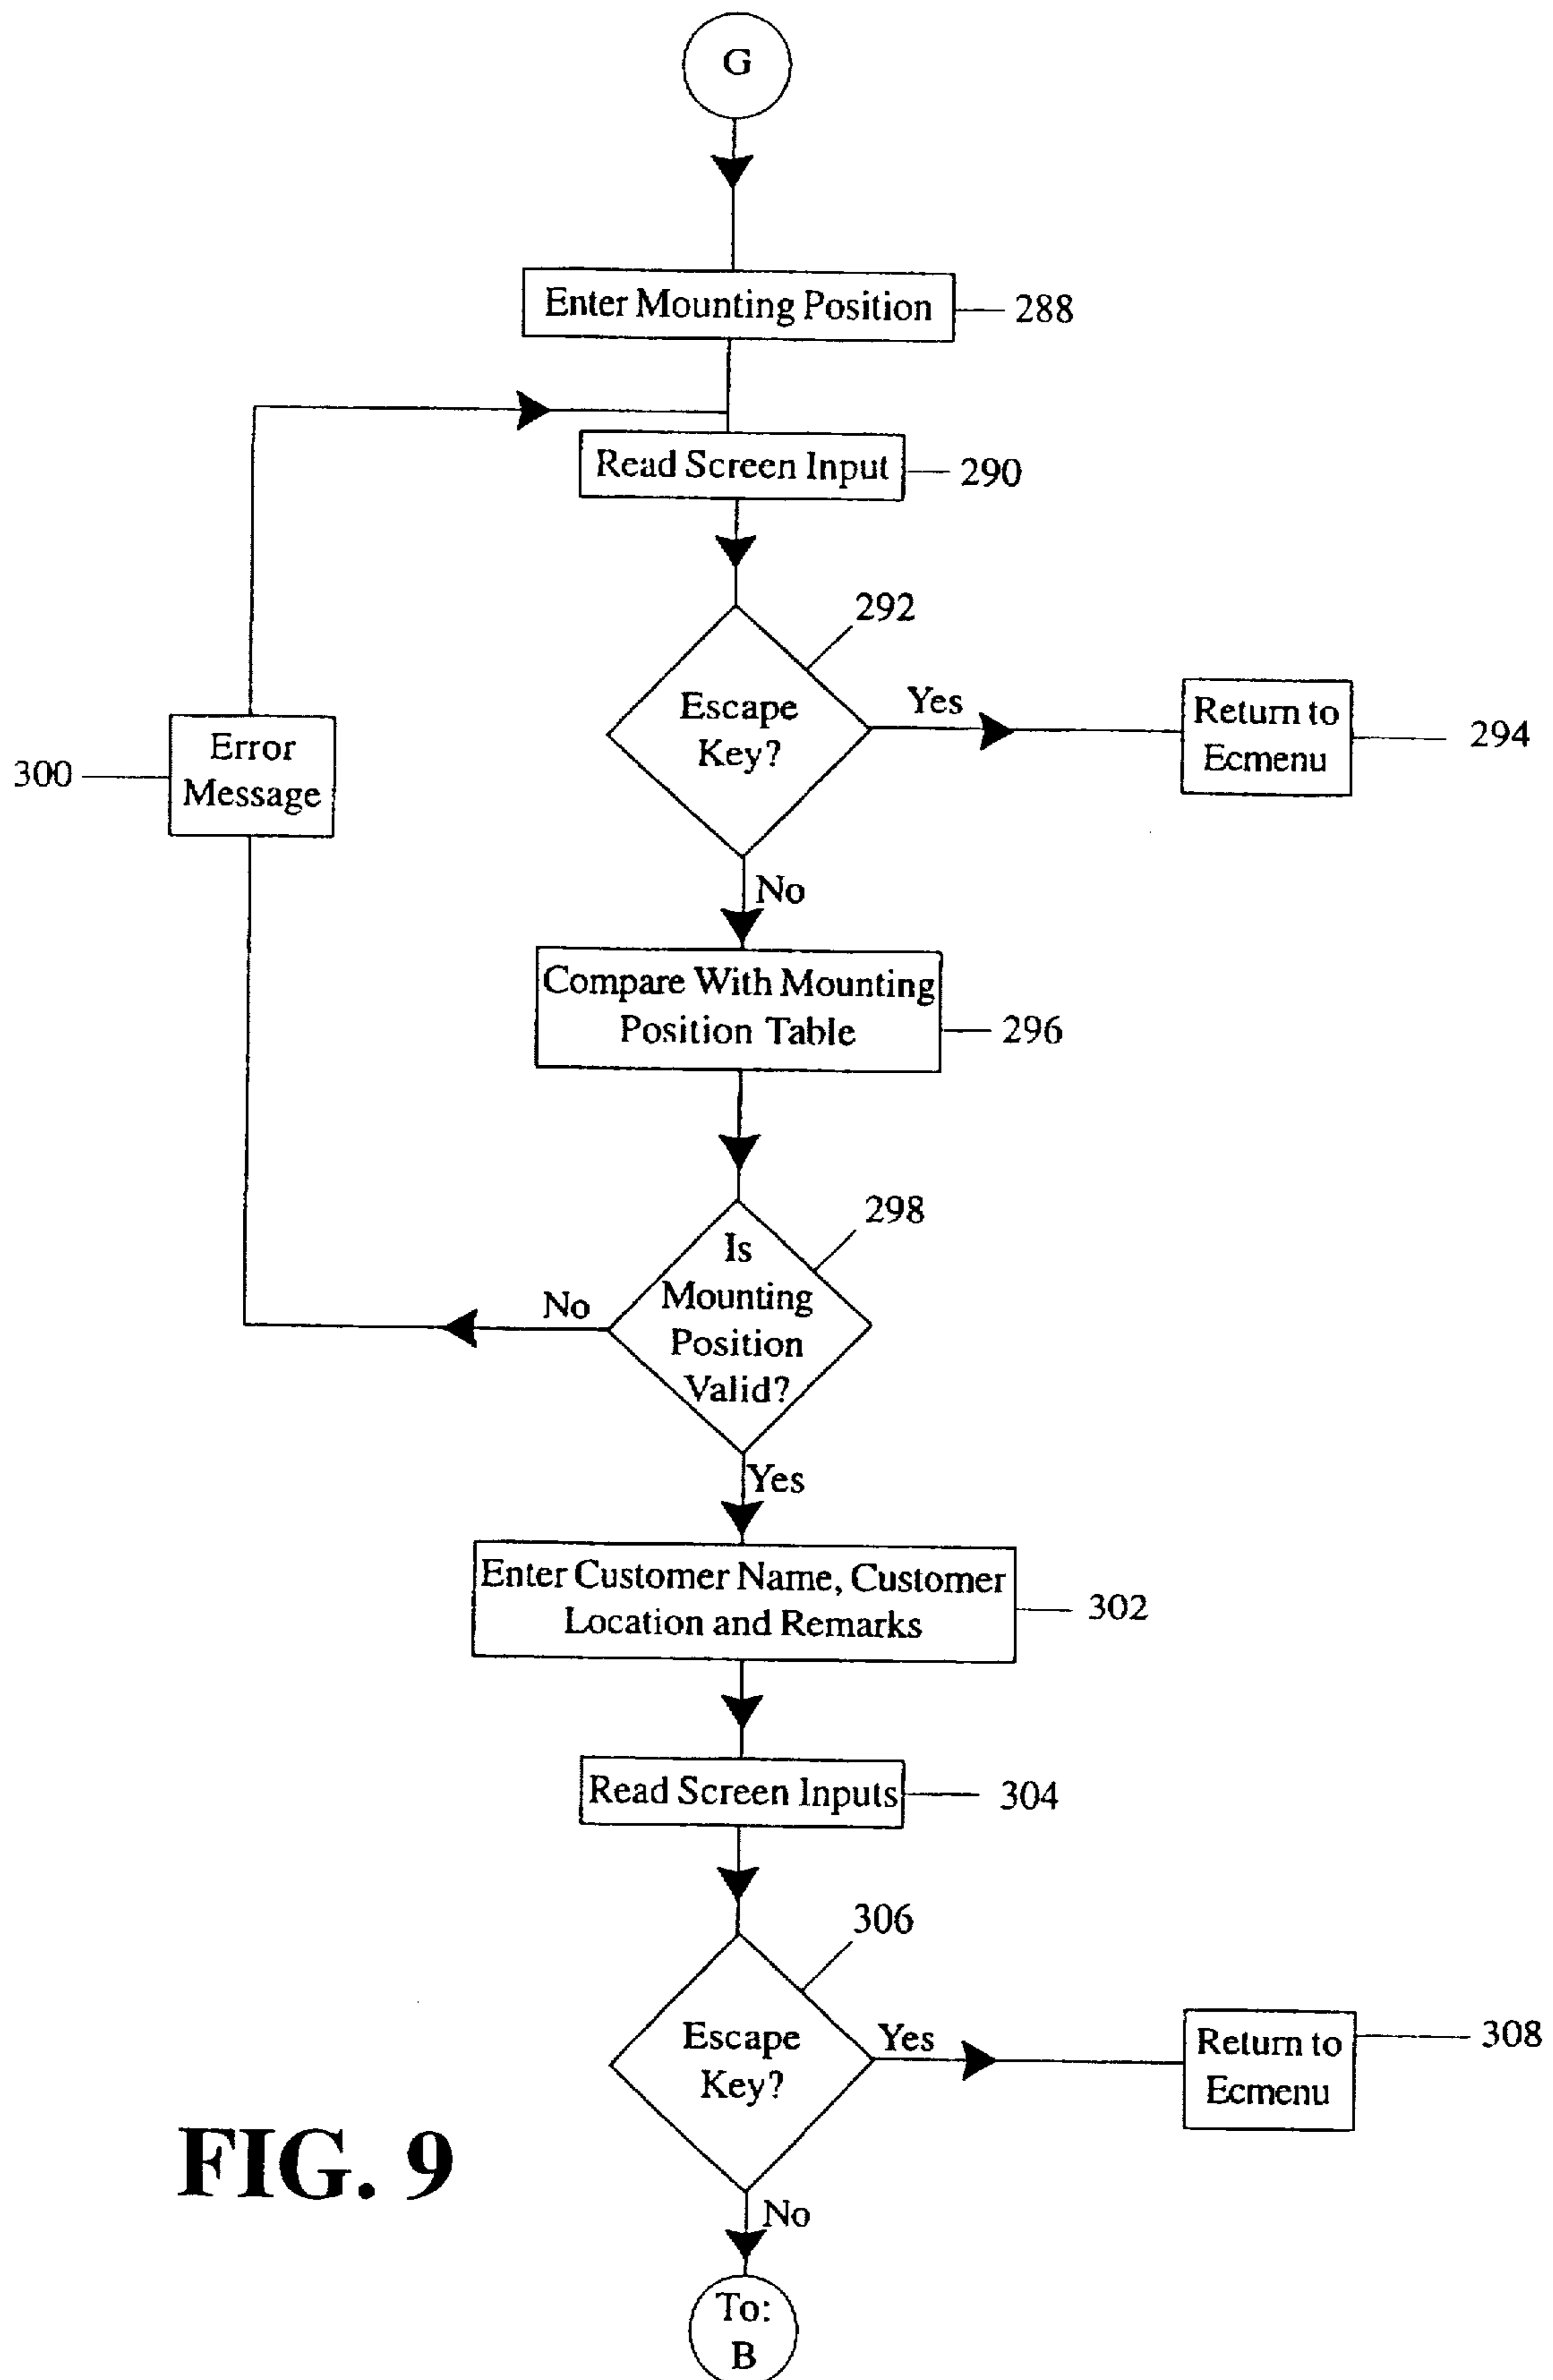 G
Enter Mounting Position
288
Read Screen Input
290
292
Escape
Key?
Yes
Return to
Ecmenu
294
Error
Message
300
No
Compare With Mounting
Position Table
296
298
Is
Mounting
Position
Valid?
No
Yes
Enter Customer Name, Customer
Location and Remarks
302
Read Screen Inputs
304
306
Escape
Key?
Yes
Return to
Ecmenu
308
FIG. 9
No
To:
B